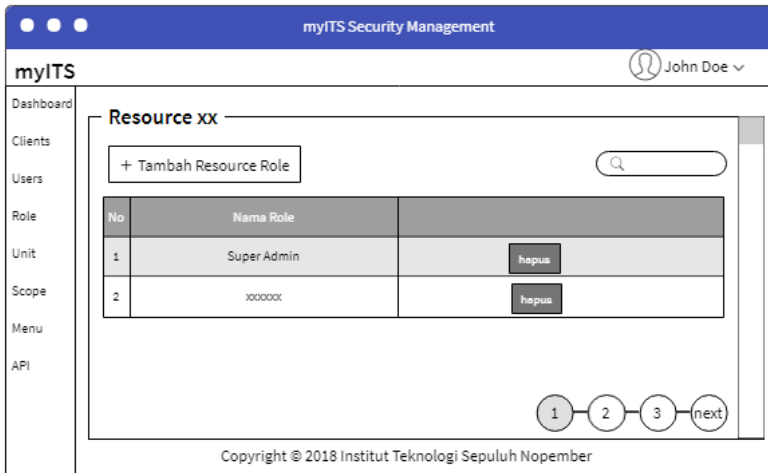 myITS Security Management
myITS
John Doe
Dashboard
Clients
Users
Role
Unit
Scope
Menu
API
Resource xx
+ Tambah Resource Role
No Nama Role
1 Super Admin hapus
2 xxxxxx hapus
1 2 3 next
Copyright © 2018 Institut Teknologi Sepuluh Nopember